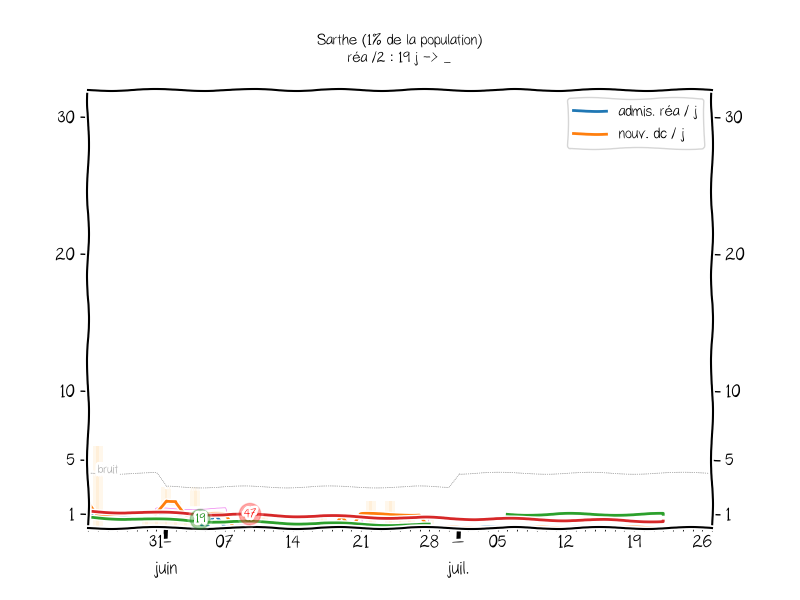 Sarthe (1% de la population)
réa /2 : 19 j -> _
30 30
admis. réa / j
nouv. dc / j
20 20
10 10
5 5
bruit
1 1
19 47
31 07 14 21 28 05 12 19 26
juin juil.